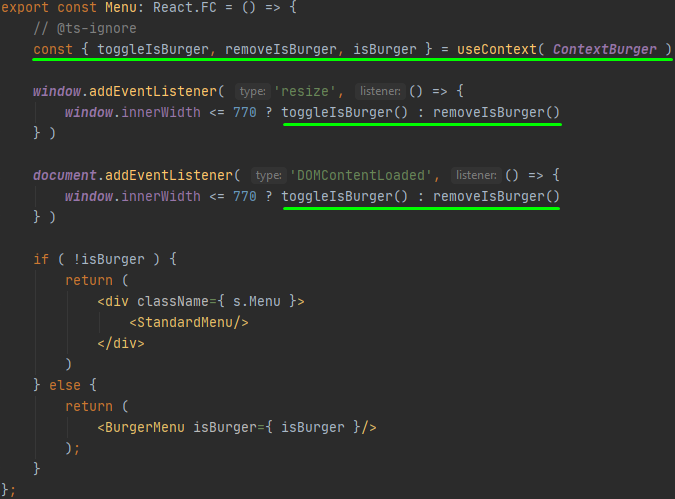 export const Menu: React.FC = () => {
// @ts-ignore
const { toggleIsBurger, removeIsBurger, isBurger } = useContext( ContextBurger )
window.addEventListener( type: 'resize', listener: () => {
window.innerWidth <= 770 ? toggleIsBurger() : removeIsBurger()
} )
document.addEventListener( type: 'DOMContentLoaded', listener: () => {
window.innerWidth <= 770 ? toggleIsBurger() : removeIsBurger()
} )
if ( !isBurger ) {
return (
<div className={ s.Menu }>
<StandardMenu/>
</div>
)
} else {
return (
<BurgerMenu isBurger={ isBurger }/>
);
}
};